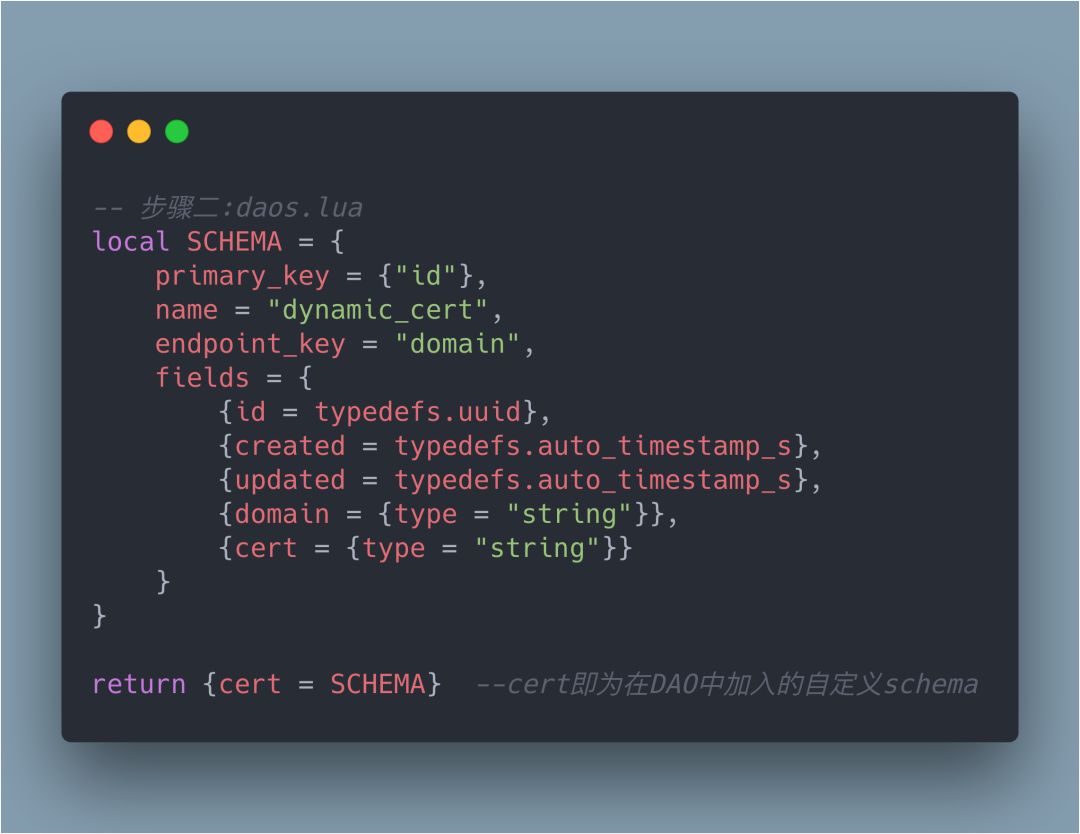 -- 步骤二:daos.lua
local SCHEMA = {
    primary_key = {"id"},
    name = "dynamic_cert",
    endpoint_key = "domain",
    fields = {
        {id = typedefs.uuid},
        {created = typedefs.auto_timestamp_s},
        {updated = typedefs.auto_timestamp_s},
        {domain = {type = "string"}},
        {cert = {type = "string"}}
    }
}
return {cert = SCHEMA}  --cert即为在DAO中加入的自定义schema